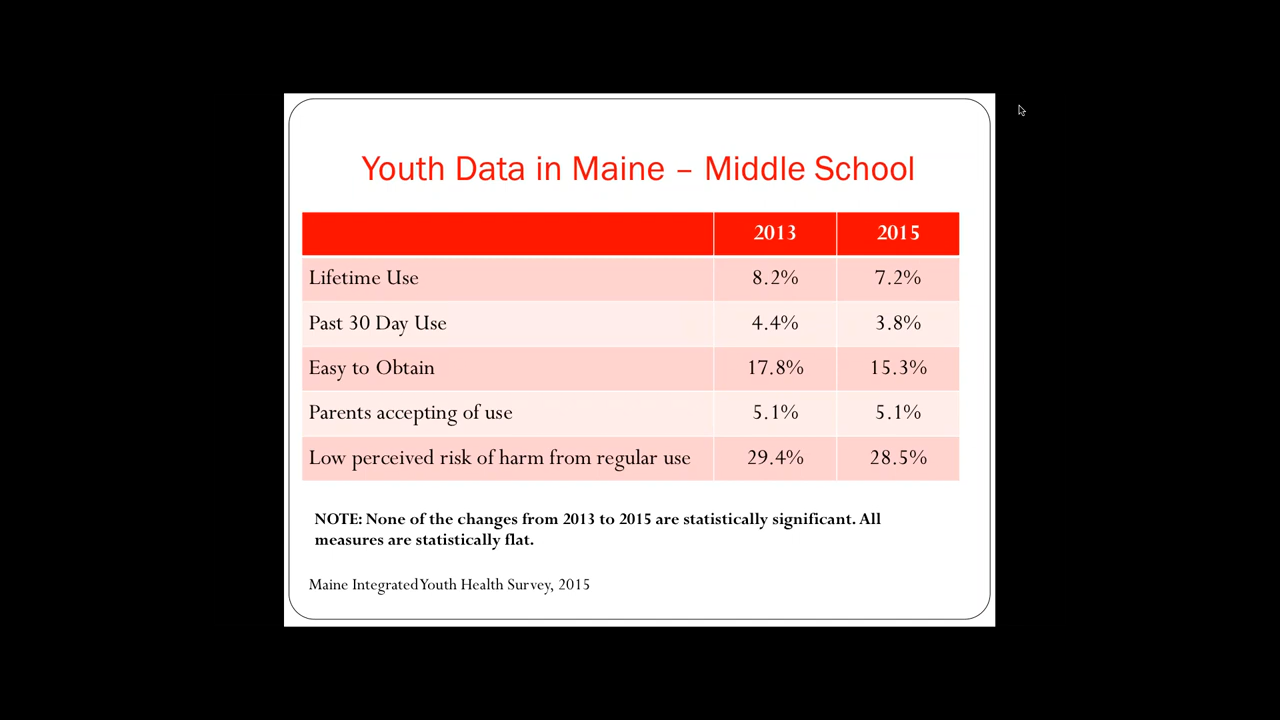 Youth Data in Maine – Middle School
2013 2015
Lifetime Use 8.2% 7.2%
Past 30 Day Use 4.4% 3.8%
Easy to Obtain 17.8% 15.3%
Parents accepting of use 5.1% 5.1%
Low perceived risk of harm from regular use 29.4% 28.5%
NOTE: None of the changes from 2013 to 2015 are statistically significant. All
measures are statistically flat.
Maine Integrated Youth Health Survey, 2015